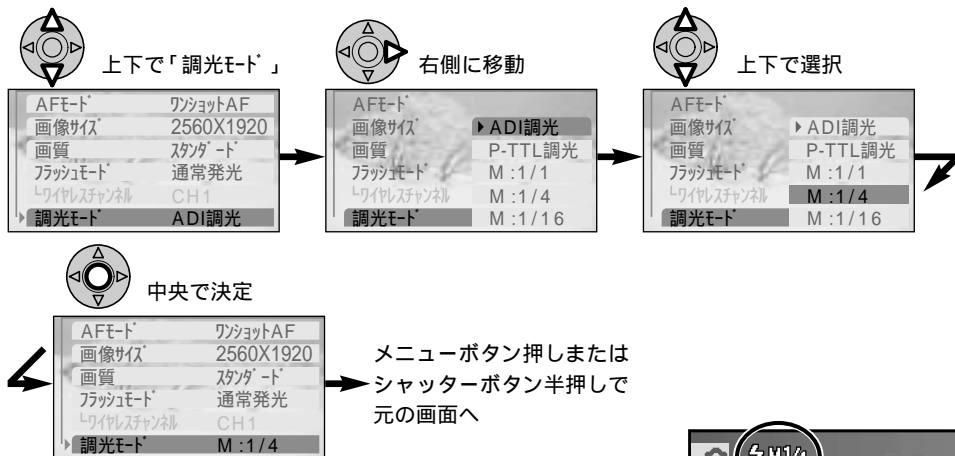 上下で「調光ﾓｰﾄﾞ」
AFﾓｰﾄﾞ ﾜﾝｼｮｯﾄAF
画像ｻｲｽﾞ 2560X1920
画質 ｽﾀﾝﾀﾞｰﾄﾞ
ﾌﾗｯｼｭﾓｰﾄﾞ 通常発光
└ﾜｲﾔﾚｽﾁｬﾝﾈﾙ CH1
調光ﾓｰﾄﾞ ADI調光
右側に移動
AFﾓｰﾄﾞ
画像ｻｲｽﾞ ADI調光
画質 P-TTL調光
ﾌﾗｯｼｭﾓｰﾄﾞ M:1/1
└ﾜｲﾔﾚｽﾁｬﾝﾈﾙ M:1/4
調光ﾓｰﾄﾞ M:1/16
上下で選択
AFﾓｰﾄﾞ
画像ｻｲｽﾞ ADI調光
画質 P-TTL調光
ﾌﾗｯｼｭﾓｰﾄﾞ M:1/1
└ﾜｲﾔﾚｽﾁｬﾝﾈﾙ M:1/4
調光ﾓｰﾄﾞ M:1/16
中央で決定
AFﾓｰﾄﾞ ﾜﾝｼｮｯﾄAF
画像ｻｲｽﾞ 2560X1920
画質 ｽﾀﾝﾀﾞｰﾄﾞ
ﾌﾗｯｼｭﾓｰﾄﾞ 通常発光
└ﾜｲﾔﾚｽﾁｬﾝﾈﾙ CH1
調光ﾓｰﾄﾞ M:1/4
メニューボタン押しまたは
シャッターボタン半押しで
元の画面へ